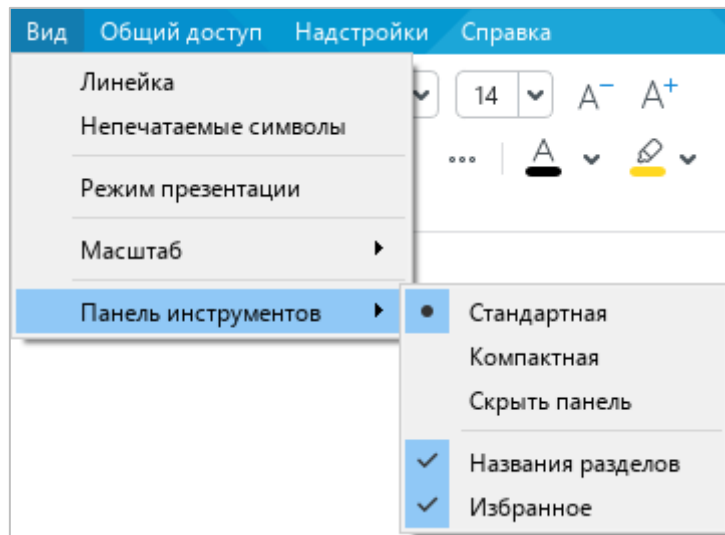 Вид Общий доступ Надстройки Справка
Линейка
Непечатаемые символы
Режим презентации
Масштаб
Панель инструментов
14 A⁻ A⁺
A
Стандартная
Компактная
Скрыть панель
Названия разделов
Избранное